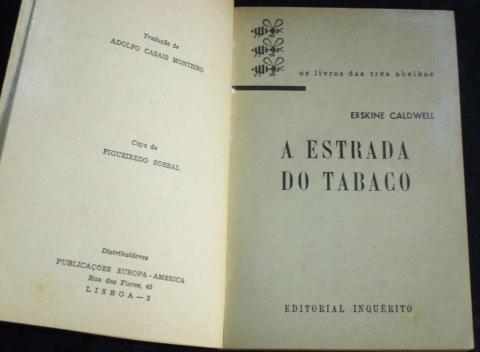 Tradução de
ADOLFO CASAIS MONTEIRO
Capa de
FIGUEIREDO SOBRAL
Distribuidores
PUBLICAÇÕES EUROPA-AMÉRICA
Rua das Flores, 45
LISBOA — 2
os livros das três abelhas
ERSKINE CALDWELL
A ESTRADA
DO TABACO
EDITORIAL INQUÉRITO